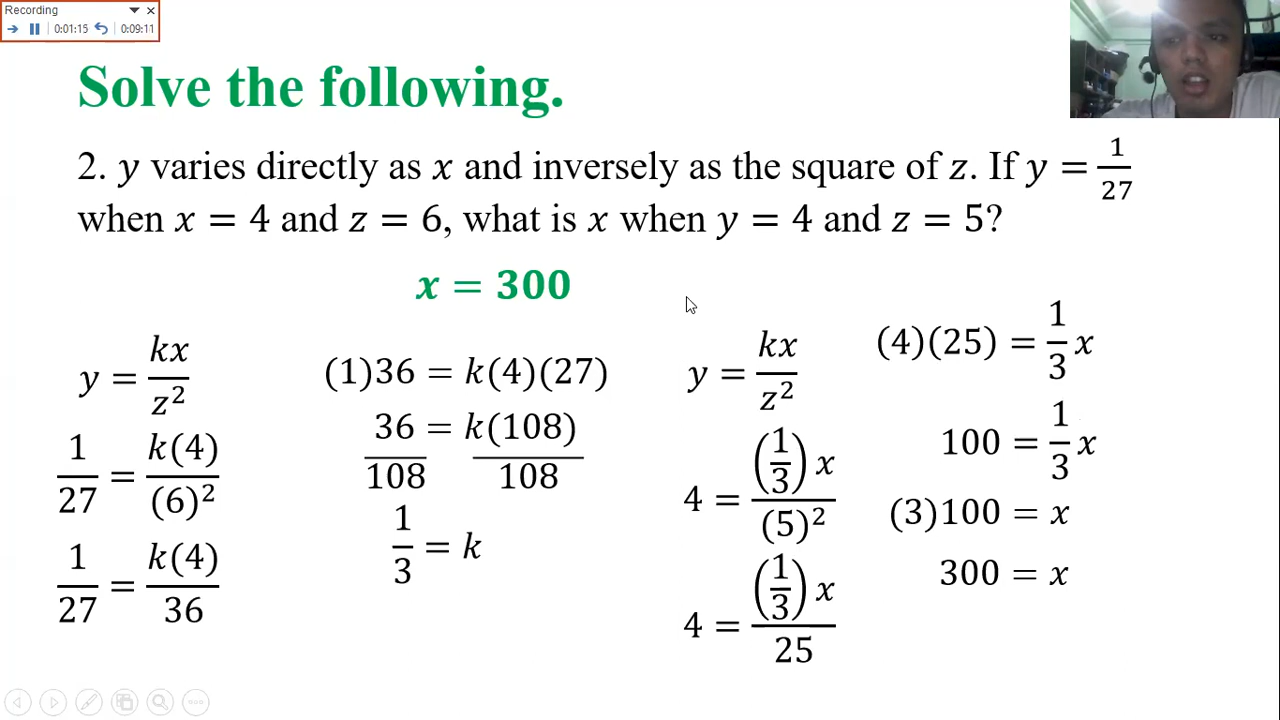 Recording
0:01:15 0:09:11
Solve the following.
2. y varies directly as x and inversely as the square of z. If y = 1/27
when x = 4 and z = 6, what is x when y = 4 and z = 5?
x = 300
y = kx/z²
1/27 = k(4)/(6)²
1/27 = k(4)/36
(1)36 = k(4)(27)
36/108 = k(108)/108
1/3 = k
y = kx/z²
4 = (1/3)x/(5)²
4 = (1/3)x/25
(4)(25) = 1/3 x
100 = 1/3 x
(3)100 = x
300 = x